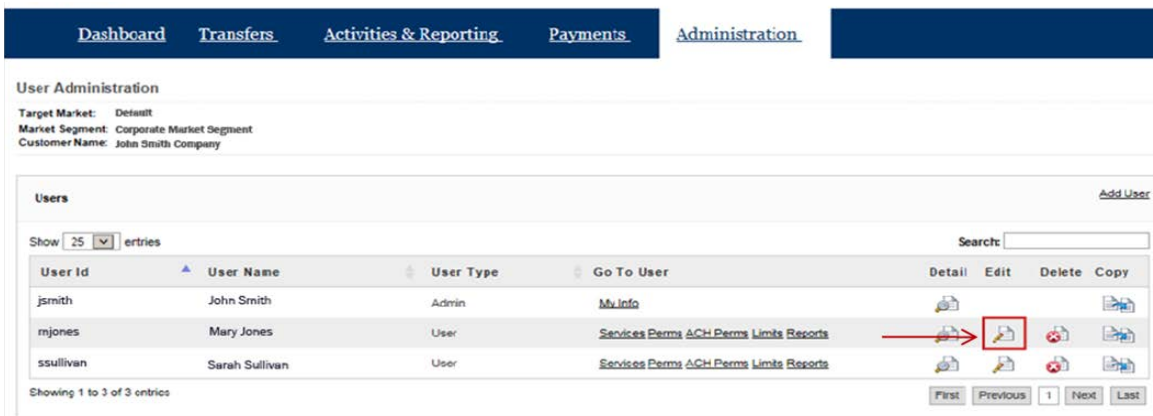 Dashboard Transfers Activities & Reporting Payments Administration
User Administration
Target Market: Default
Market Segment: Corporate Market Segment
Customer Name: John Smith Company
Users Add User
Show 25 entries Search:
User Id User Name User Type Go To User Detail Edit Delete Copy
jsmith John Smith Admin My Info
mjones Mary Jones User Services Perms ACH Perms Limits Reports
ssullivan Sarah Sullivan User Services Perms ACH Perms Limits Reports
Showing 1 to 3 of 3 entries First Previous 1 Next Last